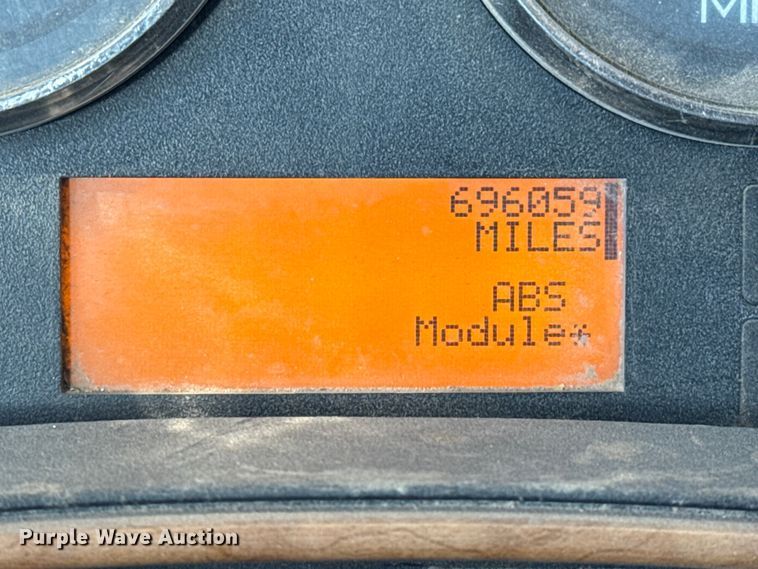 696059
MILES
ABS
Module*
Purple Wave Auction